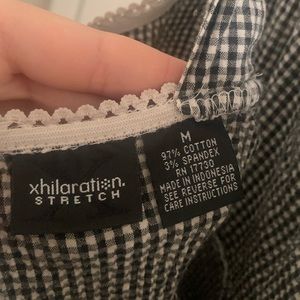 xhilaration.
STRETCH
M
97% COTTON
3% SPANDEX
RN 17730
MADE IN INDONESIA
SEE REVERSE FOR
CARE INSTRUCTIONS